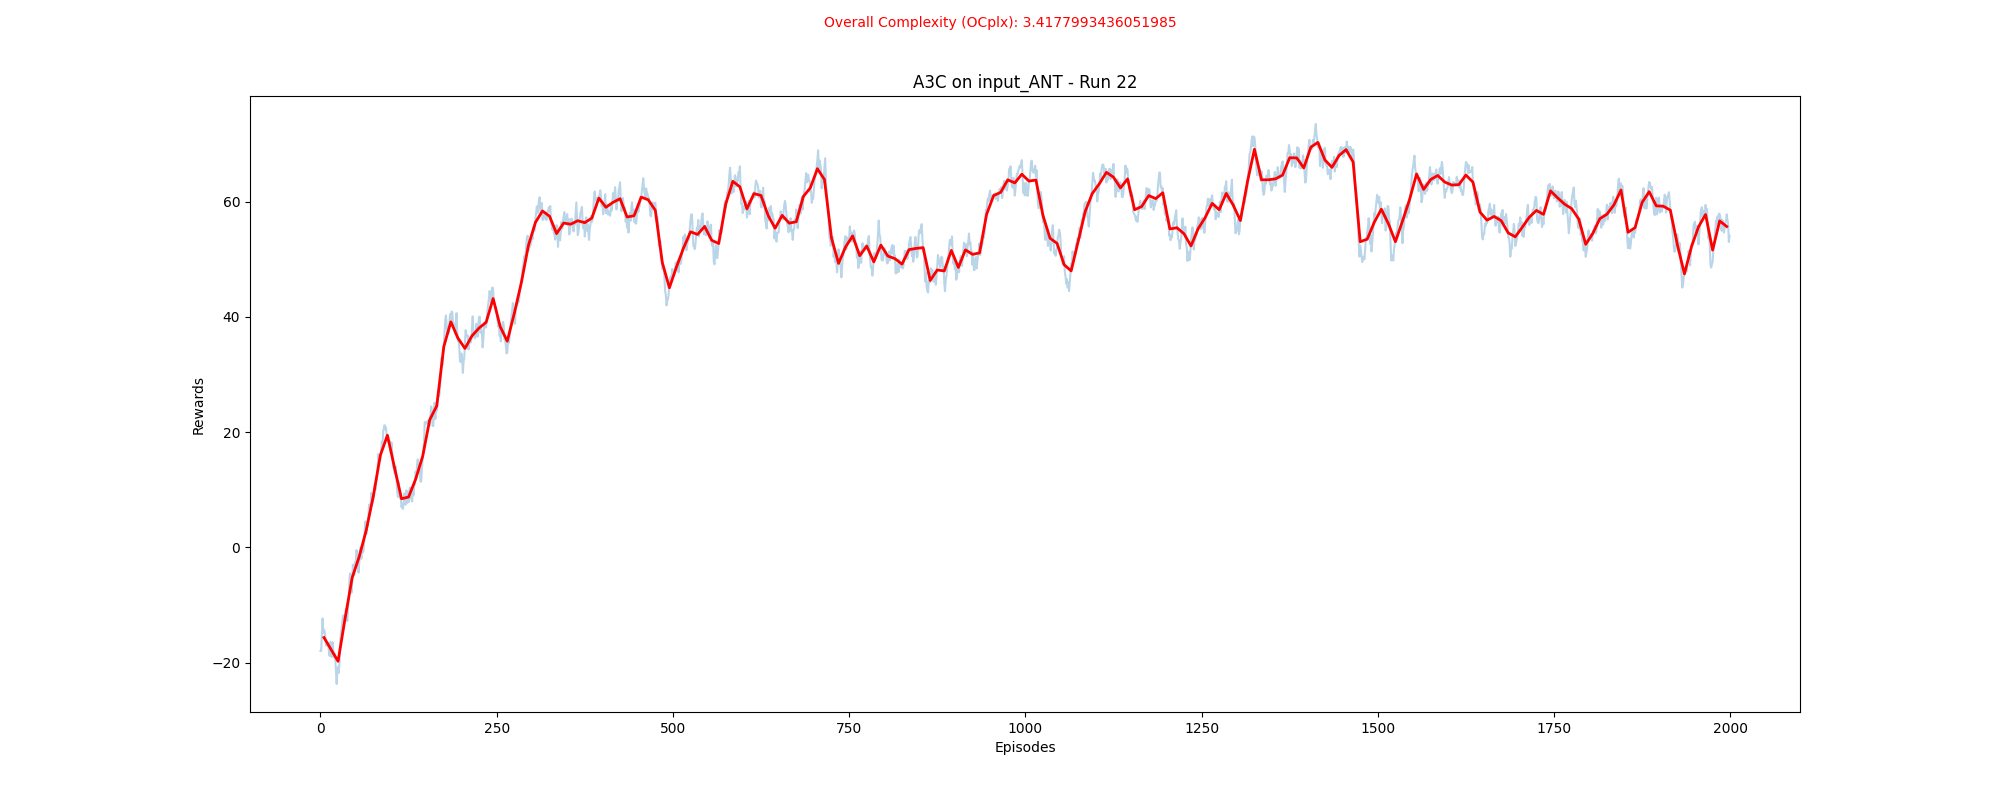 Overall Complexity (OCplx): 3.4177993436051985
A3C on input_ANT - Run 22
Rewards
60
40
20
0
−20
0 250 500 750 1000 1250 1500 1750 2000
Episodes